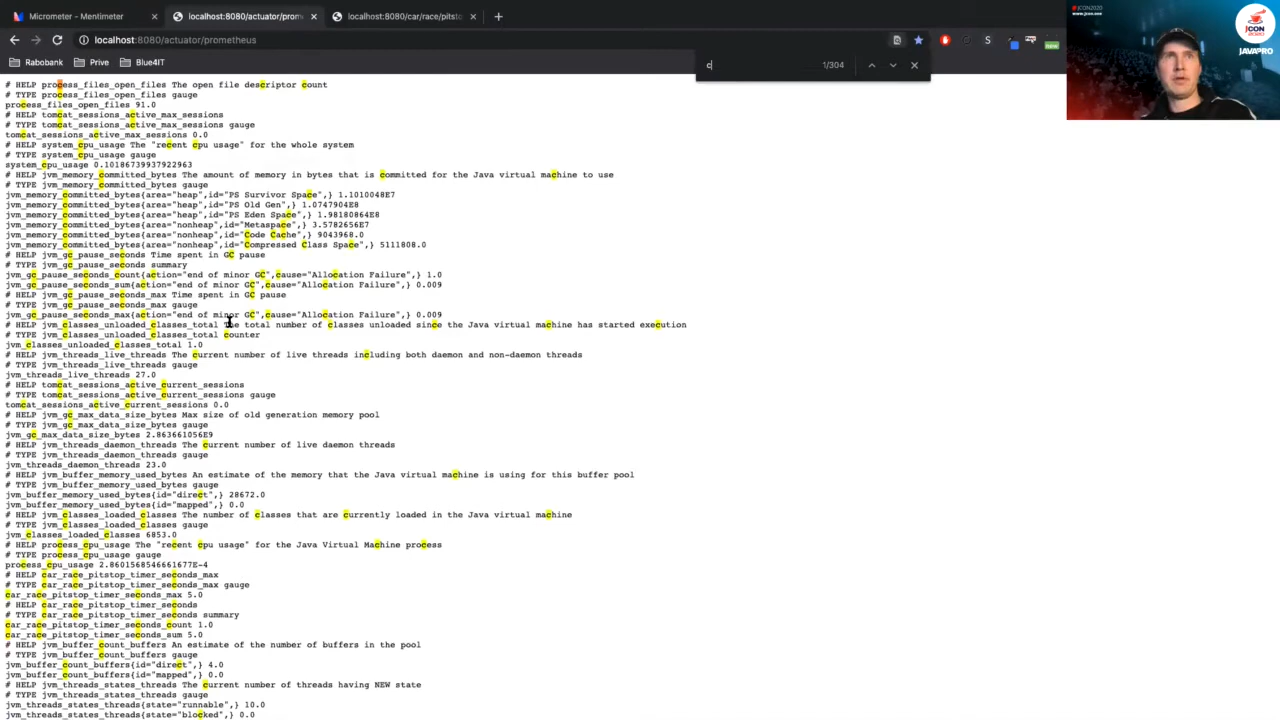 Micrometer - Mentimeter
localhost:8080/actuator/prom
localhost:8080/car/race/pitsto
localhost:8080/actuator/prometheus
S
New
Rabobank
Prive
Blue4IT
c
1/304
JCON2020
www.jcon.one
JCON
2020
JAVAPRO
# HELP process_files_open_files The open file descriptor count
# TYPE process_files_open_files gauge
process_files_open_files 91.0
# HELP tomcat_sessions_active_max_sessions
# TYPE tomcat_sessions_active_max_sessions gauge
tomcat_sessions_active_max_sessions 0.0
# HELP system_cpu_usage The "recent cpu usage" for the whole system
# TYPE system_cpu_usage gauge
system_cpu_usage 0.10186739937922963
# HELP jvm_memory_committed_bytes The amount of memory in bytes that is committed for the Java virtual machine to use
# TYPE jvm_memory_committed_bytes gauge
jvm_memory_committed_bytes{area="heap",id="PS Survivor Space",} 1.1010048E7
jvm_memory_committed_bytes{area="heap",id="PS Old Gen",} 1.0747904E8
jvm_memory_committed_bytes{area="heap",id="PS Eden Space",} 1.98180864E8
jvm_memory_committed_bytes{area="nonheap",id="Metaspace",} 3.5782656E7
jvm_memory_committed_bytes{area="nonheap",id="Code Cache",} 9043968.0
jvm_memory_committed_bytes{area="nonheap",id="Compressed Class Space",} 5111808.0
# HELP jvm_gc_pause_seconds Time spent in GC pause
# TYPE jvm_gc_pause_seconds summary
jvm_gc_pause_seconds_count{action="end of minor GC",cause="Allocation Failure",} 1.0
jvm_gc_pause_seconds_sum{action="end of minor GC",cause="Allocation Failure",} 0.009
# HELP jvm_gc_pause_seconds_max Time spent in GC pause
# TYPE jvm_gc_pause_seconds_max gauge
jvm_gc_pause_seconds_max{action="end of minor GC",cause="Allocation Failure",} 0.009
# HELP jvm_classes_unloaded_classes_total The total number of classes unloaded since the Java virtual machine has started execution
# TYPE jvm_classes_unloaded_classes_total counter
jvm_classes_unloaded_classes_total 1.0
# HELP jvm_threads_live_threads The current number of live threads including both daemon and non-daemon threads
# TYPE jvm_threads_live_threads gauge
jvm_threads_live_threads 27.0
# HELP tomcat_sessions_active_current_sessions
# TYPE tomcat_sessions_active_current_sessions gauge
tomcat_sessions_active_current_sessions 0.0
# HELP jvm_gc_max_data_size_bytes Max size of old generation memory pool
# TYPE jvm_gc_max_data_size_bytes gauge
jvm_gc_max_data_size_bytes 2.863661056E9
# HELP jvm_threads_daemon_threads The current number of live daemon threads
# TYPE jvm_threads_daemon_threads gauge
jvm_threads_daemon_threads 23.0
# HELP jvm_buffer_memory_used_bytes An estimate of the memory that the Java virtual machine is using for this buffer pool
# TYPE jvm_buffer_memory_used_bytes gauge
jvm_buffer_memory_used_bytes{id="direct",} 28672.0
jvm_buffer_memory_used_bytes{id="mapped",} 0.0
# HELP jvm_classes_loaded_classes The number of classes that are currently loaded in the Java virtual machine
# TYPE jvm_classes_loaded_classes gauge
jvm_classes_loaded_classes 6853.0
# HELP process_cpu_usage The "recent cpu usage" for the Java Virtual Machine process
# TYPE process_cpu_usage gauge
process_cpu_usage 2.8601568546661677E-4
# HELP car_race_pitstop_timer_seconds_max
# TYPE car_race_pitstop_timer_seconds_max gauge
car_race_pitstop_timer_seconds_max 5.0
# HELP car_race_pitstop_timer_seconds
# TYPE car_race_pitstop_timer_seconds summary
car_race_pitstop_timer_seconds_count 1.0
car_race_pitstop_timer_seconds_sum 5.0
# HELP jvm_buffer_count_buffers An estimate of the number of buffers in the pool
# TYPE jvm_buffer_count_buffers gauge
jvm_buffer_count_buffers{id="direct",} 4.0
jvm_buffer_count_buffers{id="mapped",} 0.0
# HELP jvm_threads_states_threads The current number of threads having NEW state
# TYPE jvm_threads_states_threads gauge
jvm_threads_states_threads{state="runnable",} 10.0
jvm_threads_states_threads{state="blocked",} 0.0